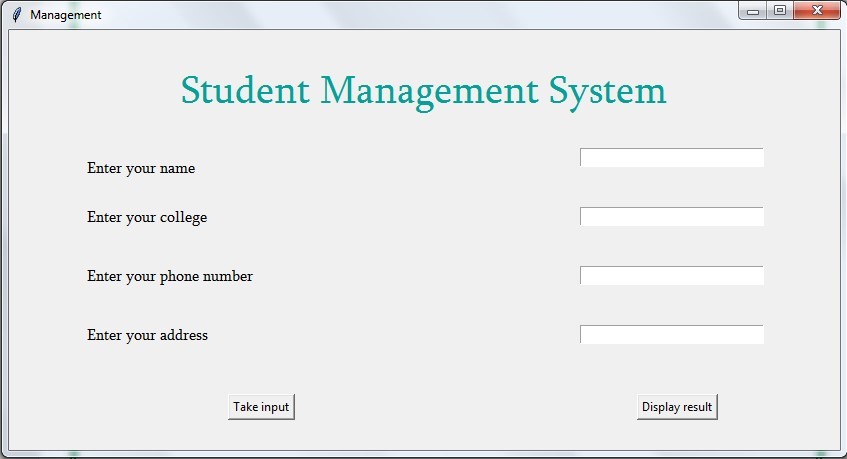 Management
Student Management System
Enter your name
Enter your college
Enter your phone number
Enter your address
Take input
Display result